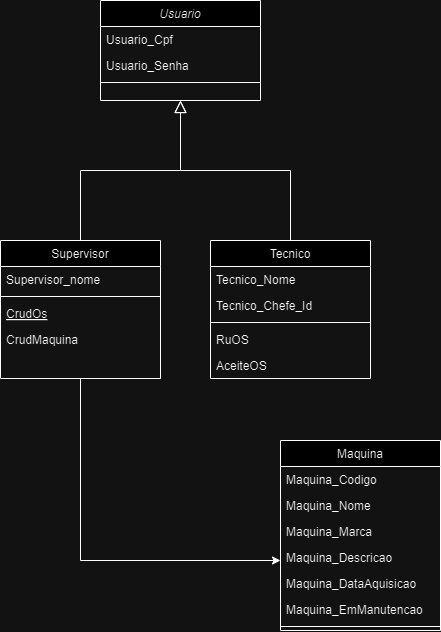 Usuario
Usuario_Cpf
Usuario_Senha
Supervisor
Supervisor_nome
CrudOs
CrudMaquina
Tecnico
Tecnico_Nome
Tecnico_Chefe_Id
RuOS
AceiteOS
Maquina
Maquina_Codigo
Maquina_Nome
Maquina_Marca
Maquina_Descricao
Maquina_DataAquisicao
Maquina_EmManutencao